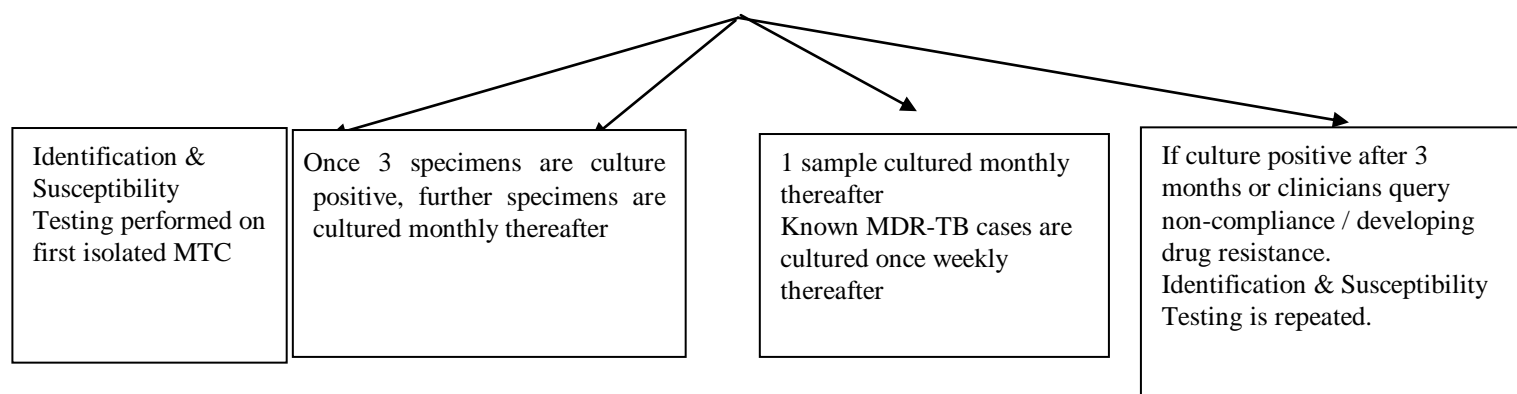 Identification &
Susceptibility
Testing performed on
first isolated MTC
Once 3 specimens are culture
positive, further specimens are
cultured monthly thereafter
1 sample cultured monthly
thereafter
Known MDR-TB cases are
cultured once weekly
thereafter
If culture positive after 3
months or clinicians query
non-compliance / developing
drug resistance.
Identification & Susceptibility
Testing is repeated.